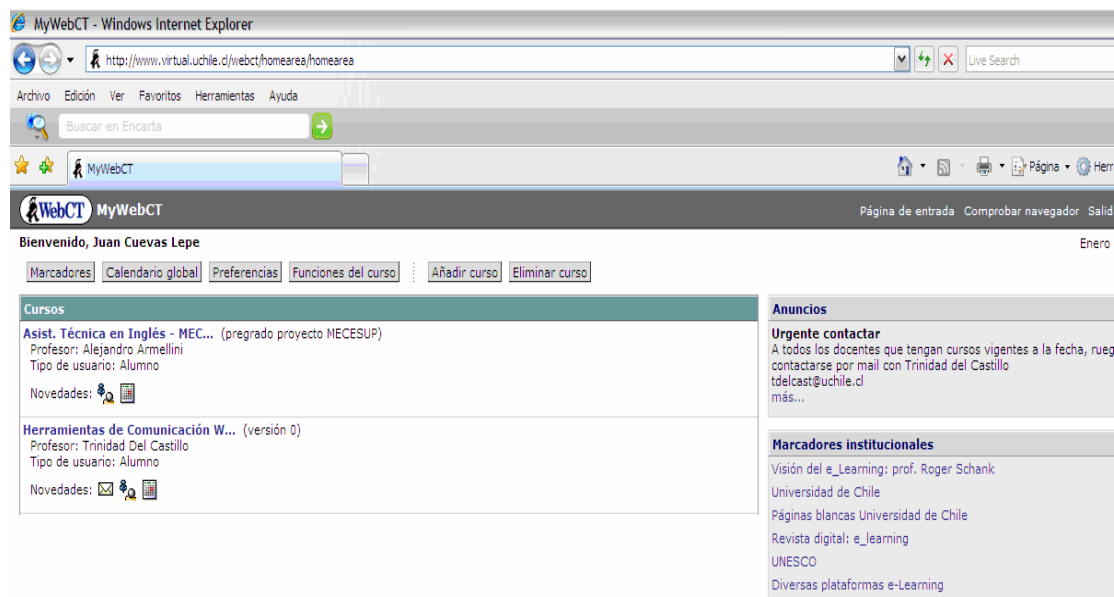 MyWebCT - Windows Internet Explorer
http://www.virtual.uchile.cl/webct/homearea/homearea
Live Search
Archivo Edición Ver Favoritos Herramientas Ayuda
Buscar en Encarta
MyWebCT
Página
Herr
WebCT MyWebCT
Página de entrada Comprobar navegador Salid
Bienvenido, Juan Cuevas Lepe
Enero
Marcadores Calendario global Preferencias Funciones del curso Añadir curso Eliminar curso
Cursos
Asist. Técnica en Inglés - MEC... (pregrado proyecto MECESUP)
Profesor: Alejandro Armellini
Tipo de usuario: Alumno
Novedades:
Herramientas de Comunicación W... (versión 0)
Profesor: Trinidad Del Castillo
Tipo de usuario: Alumno
Novedades:
Anuncios
Urgente contactar
A todos los docentes que tengan cursos vigentes a la fecha, rueg
contactarse por mail con Trinidad del Castillo
tdelcast@uchile.cl
más...
Marcadores institucionales
Visión del e_Learning: prof. Roger Schank
Universidad de Chile
Páginas blancas Universidad de Chile
Revista digital: e_learning
UNESCO
Diversas plataformas e-Learning